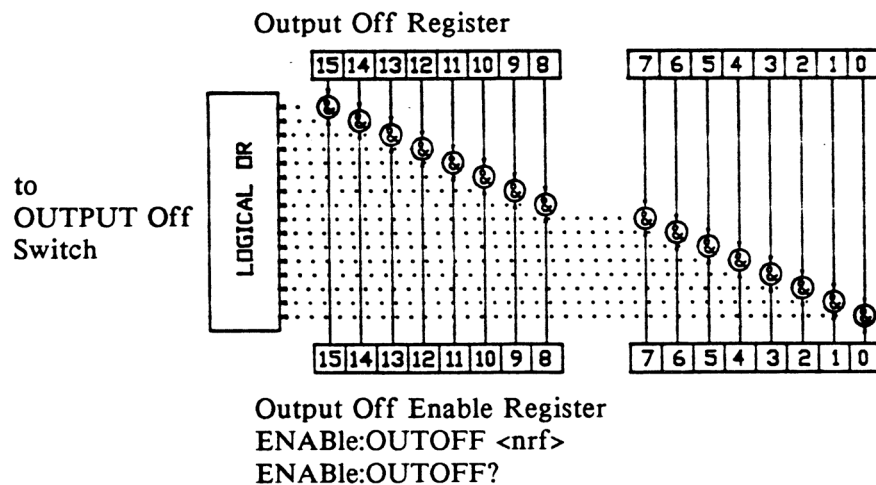 Output Off Register
15 14 13 12 11 10 9 8 7 6 5 4 3 2 1 0
& & & & & & & & & & & & & & & &
LOGICAL OR
to
OUTPUT Off
Switch
15 14 13 12 11 10 9 8 7 6 5 4 3 2 1 0
Output Off Enable Register
ENABle:OUTOFF <nrf>
ENABle:OUTOFF?